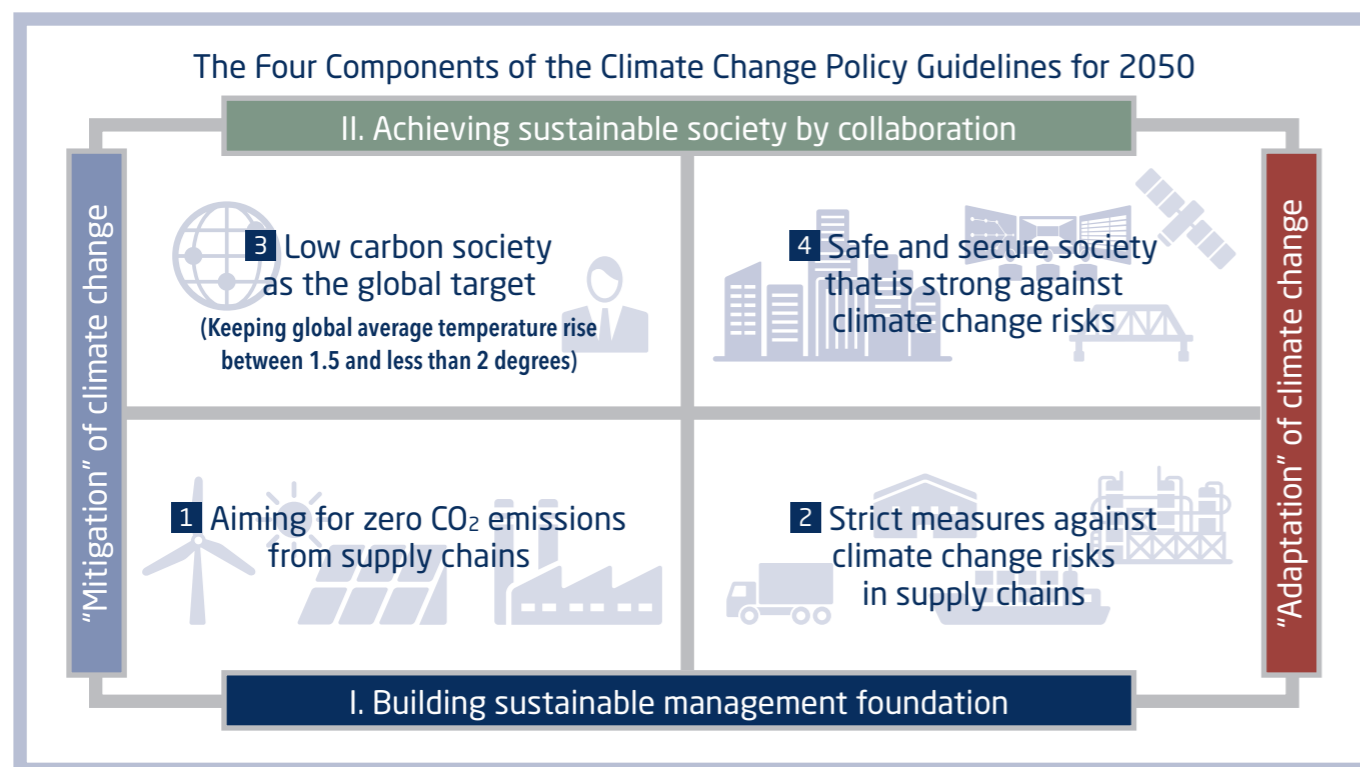 The Four Components of the Climate Change Policy Guidelines for 2050
II. Achieving sustainable society by collaboration
"Mitigation" of climate change
3 Low carbon society
as the global target
(Keeping global average temperature rise
between 1.5 and less than 2 degrees)
4 Safe and secure society
that is strong against
climate change risks
"Adaptation" of climate change
1 Aiming for zero CO₂ emissions
from supply chains
2 Strict measures against
climate change risks
in supply chains
I. Building sustainable management foundation